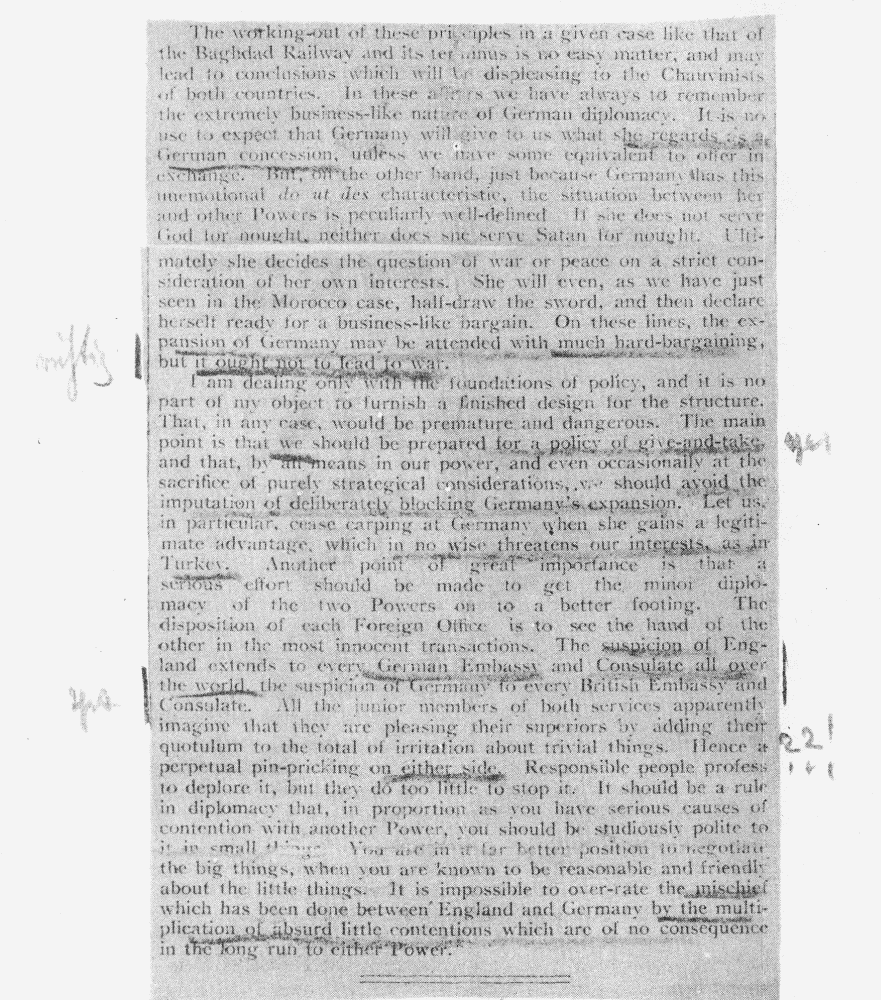 The working-out of these principles in a given case like that of
the Baghdad Railway and its terminus is no easy matter, and may
lead to conclusions which will be displeasing to the Chauvinists
of both countries. In these affairs we have always to remember
the extremely business-like nature of German diplomacy. It is no
use to expect that Germany will give to us what she regards as a
German concession, unless we have some equivalent to offer in
exchange. But, on the other hand, just because Germany has this
unemotional do ut des characteristic, the situation between her
and other Powers is peculiarly well-defined If she does not serve
God for nought, neither does she serve Satan for nought. Ulti-
mately she decides the question of war or peace on a strict con-
sideration of her own interests. She will even, as we have just
seen in the Morocco case, half-draw the sword, and then declare
herself ready for a business-like bargain. On these lines, the ex-
pansion of Germany may be attended with much hard-bargaining,
richtig
but it ought not to lead to war.
I am dealing only with the foundations of policy, and it is no
part of my object to furnish a finished design for the structure.
That, in any case, would be premature and dangerous. The main
point is that we should be prepared for a policy of give-and-take,
yes
and that, by all means in our power, and even occasionally at the
sacrifice of purely strategical considerations, we should avoid the
imputation of deliberately blocking Germany's expansion. Let us,
in particular, cease carping at Germany when she gains a legiti-
mate advantage, which in no wise threatens our interests, as in
Turkey. Another point of great importance is that a
serious effort should be made to get the minor diplo-
macy of the two Powers on to a better footing. The
disposition of each Foreign Office is to see the hand of the
other in the most innocent transactions. The suspicion of Eng-
land extends to every German Embassy and Consulate all over
the world, the suspicion of Germany to every British Embassy and
Consulate. All the junior members of both services apparently
imagine that they are pleasing their superiors by adding their
quotulum to the total of irritation about trivial things. Hence a
??!
perpetual pin-pricking on either side. Responsible people profess
to deplore it, but they do too little to stop it. It should be a rule
in diplomacy that, in proportion as you have serious causes of
contention with another Power, you should be studiously polite to
it in small things. You are in a far better position to negotiate
the big things, when you are known to be reasonable and friendly
about the little things. It is impossible to over-rate the mischief
which has been done between England and Germany by the multi-
plication of absurd little contentions which are of no consequence
in the long run to either Power."